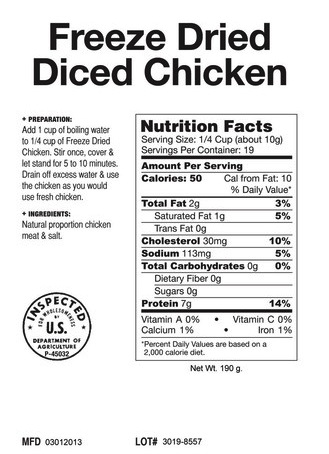 Freeze Dried
Diced Chicken
+ PREPARATION:
Add 1 cup of boiling water
to 1/4 cup of Freeze Dried
Chicken. Stir once, cover &
let stand for 5 to 10 minutes.
Drain off excess water & use
the chicken as you would
use fresh chicken.
+ INGREDIENTS:
Natural proportion chicken
meat & salt.
INSPECTED
FOR WHOLESOMENESS
BY
U.S.
DEPARTMENT OF
AGRICULTURE
P-45032
Nutrition Facts
Serving Size: 1/4 Cup (about 10g)
Servings Per Container: 19
Amount Per Serving
Calories: 50 Cal from Fat: 10
% Daily Value*
Total Fat 2g 3%
Saturated Fat 1g 5%
Trans Fat 0g
Cholesterol 30mg 10%
Sodium 113mg 5%
Total Carbohydrates 0g 0%
Dietary Fiber 0g
Sugars 0g
Protein 7g 14%
Vitamin A 0% • Vitamin C 0%
Calcium 1% • Iron 1%
*Percent Daily Values are based on a
2,000 calorie diet.
Net Wt. 190 g.
MFD 03012013 LOT# 3019-8557